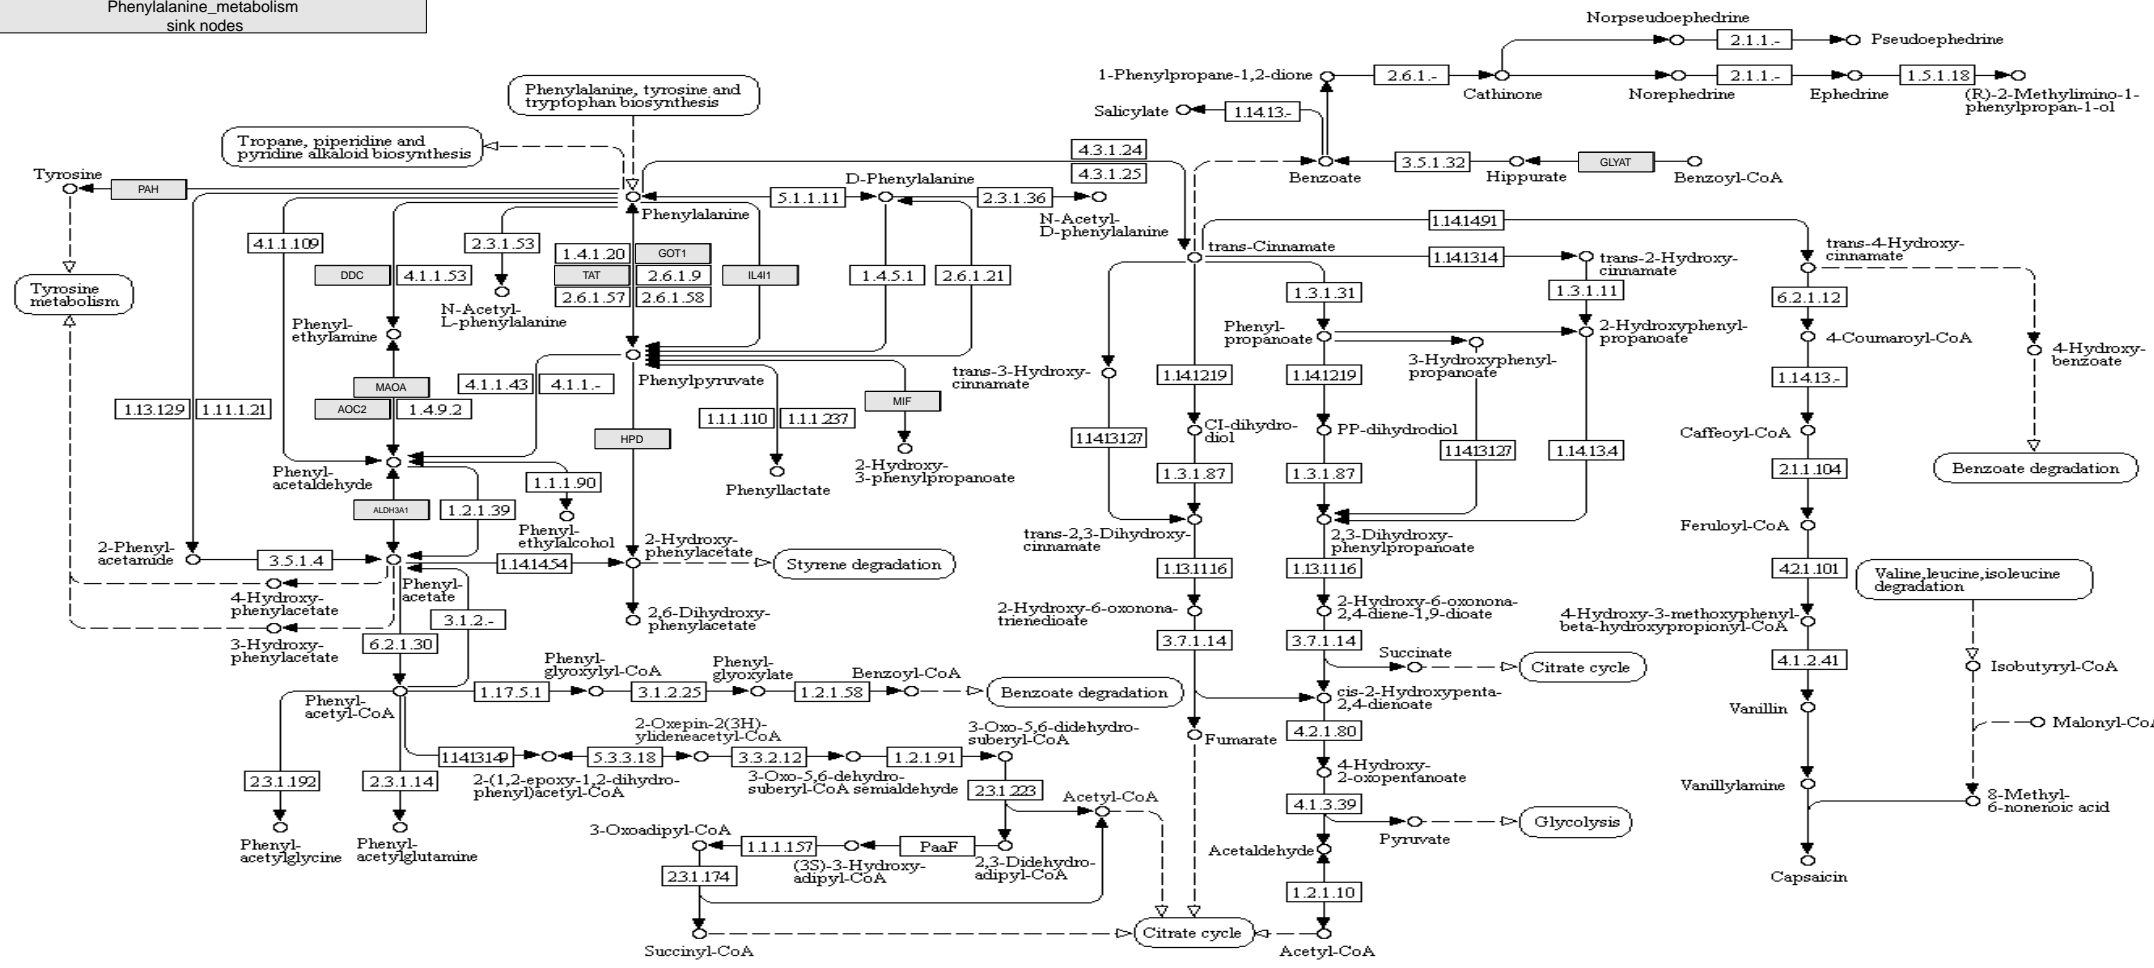 Phenylalanine_metabolism
sink nodes
Norpseudoephedrine
2.1.1.-
Pseudoephedrine
1-Phenylpropane-1,2-dione
2.6.1.-
Cathinone
2.1.1.-
Norephedrine
Ephedrine
1.5.1.18
(R)-2-Methylimino-1-
phenylpropan-1-ol
Salicylate
1.14.13.-
Phenylalanine, tyrosine and
tryptophan biosynthesis
Tropane, piperidine and
pyridine alkaloid biosynthesis
4.3.1.24
4.3.1.25
Benzoate
3.5.1.32
Hippurate
GLYAT
Benzoyl-CoA
Tyrosine
PAH
Phenylalanine
5.1.1.11
D-Phenylalanine
2.3.1.36
N-Acetyl-
D-phenylalanine
4.1.1.109
2.3.1.53
1.4.1.20
GOT1
DDC
4.1.1.53
TAT
2.6.1.9
IL4I1
1.4.5.1
2.6.1.21
2.6.1.57
2.6.1.58
Tyrosine
metabolism
N-Acetyl-
L-phenylalanine
Phenyl-
ethylamine
trans-Cinnamate
1.14.14.91
1.14.13.14
trans-2-Hydroxy-
cinnamate
trans-4-Hydroxy-
cinnamate
1.3.1.31
1.3.1.11
6.2.1.12
Phenyl-
propanoate
2-Hydroxyphenyl-
propanoate
4-Coumaroyl-CoA
3-Hydroxyphenyl-
propanoate
4-Hydroxy-
benzoate
trans-3-Hydroxy-
cinnamate
Phenylpyruvate
MAOA
4.1.1.43
4.1.1.-
AOC2
1.4.9.2
1.13.12.9
1.11.1.21
HPD
1.1.1.110
1.1.1.237
MIF
1.14.12.19
1.14.12.19
1.14.13.-
CI-dihydro-
diol
PP-dihydrodiol
Caffeoyl-CoA
1.14.13.127
1.14.13.127
1.14.13.4
Phenyl-
acetaldehyde
1.1.1.90
Phenyllactate
2-Hydroxy-
3-phenylpropanoate
1.3.1.87
1.3.1.87
2.1.1.104
Benzoate degradation
ALDH3A1
1.2.1.39
Phenyl-
ethylalcohol
Feruloyl-CoA
trans-2,3-Dihydroxy-
cinnamate
2,3-Dihydroxy-
phenylpropanoate
2-Phenyl-
acetamide
3.5.1.4
1.14.14.54
2-Hydroxy-
phenylacetate
Styrene degradation
Phenyl-
acetate
4-Hydroxy-
phenylacetate
3-Hydroxy-
phenylacetate
3.1.2.-
6.2.1.30
2,6-Dihydroxy-
phenylacetate
1.13.11.16
1.13.11.16
4.2.1.101
Valine,leucine,isoleucine
degradation
2-Hydroxy-6-oxonona-
trienedioate
2-Hydroxy-6-oxonona-
2,4-diene-1,9-dioate
4-Hydroxy-3-methoxyphenyl-
beta-hydroxypropionyl-CoA
3.7.1.14
3.7.1.14
Succinate
Citrate cycle
4.1.2.41
Isobutyryl-CoA
Phenyl-
acetyl-CoA
1.17.5.1
Phenyl-
glyoxylyl-CoA
3.1.2.25
Phenyl-
glyoxylate
1.2.1.58
Benzoyl-CoA
Benzoate degradation
cis-2-Hydroxypenta-
2,4-dienoate
Vanillin
Malonyl-CoA
2-Oxepin-2(3H)-
ylideneacetyl-CoA
3-Oxo-5,6-didehydro-
suberyl-CoA
Fumarate
4.2.1.80
1.14.13.149
5.3.3.18
3.3.2.12
1.2.1.91
2-(1,2-epoxy-1,2-dihydro-
phenyl)acetyl-CoA
3-Oxo-5,6-dehydro-
suberyl-CoA semialdehyde
4-Hydroxy-
2-oxopentanoate
2.3.1.192
2.3.1.14
2.3.1.223
Acetyl-CoA
4.1.3.39
Vanillylamine
8-Methyl-
6-nonenoic acid
Pyruvate
Glycolysis
Phenyl-
acetylglycine
Phenyl-
acetylglutamine
3-Oxoadipyl-CoA
1.1.1.157
(3S)-3-Hydroxy-
adipyl-CoA
PaaF
2,3-Didehydro-
adipyl-CoA
Acetaldehyde
2.3.1.174
1.2.1.10
Capsaicin
Succinyl-CoA
Citrate cycle
Acetyl-CoA